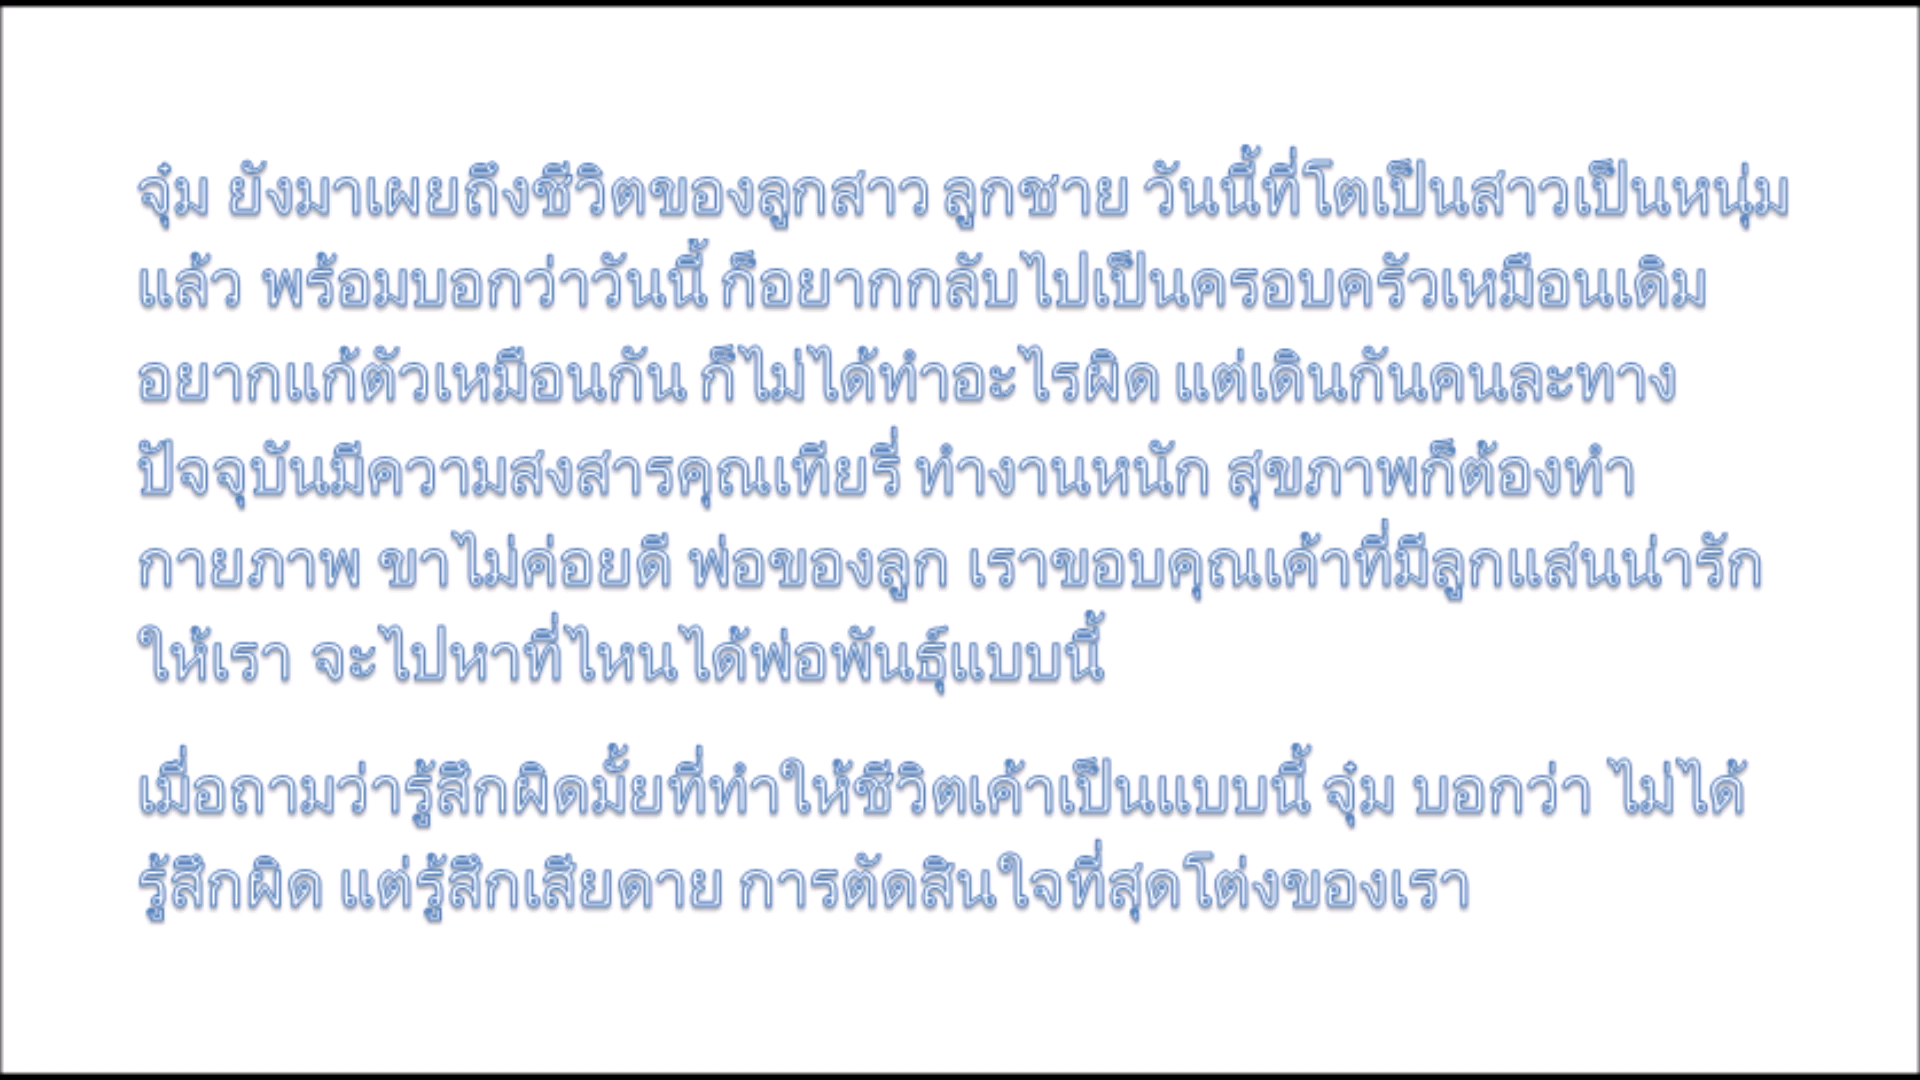 จุ๋ม ยังมาเผยถึงชีวิตของลูกสาว ลูกชาย วันนี้ที่โตเป็นสาวเป็นหนุ่ม
แล้ว พร้อมบอกว่าวันนี้ ก็อยากกลับไปเป็นครอบครัวเหมือนเดิม
อยากแก้ตัวเหมือนกัน ก็ไม่ได้ทำอะไรผิด แต่เดินกันคนละทาง
ปัจจุบันมีความสงสารคุณเทียรี่ ทำงานหนัก สุขภาพก็ต้องทำ
กายภาพ ขาไม่ค่อยดี พ่อของลูก เราขอบคุณเค้าที่มีลูกแสนน่ารัก
ให้เรา จะไปหาที่ไหนได้พ่อพันธุ์แบบนี้
เมื่อถามว่ารู้สึกผิดมั้ยที่ทำให้ชีวิตเค้าเป็นแบบนี้ จุ๋ม บอกว่า ไม่ได้
รู้สึกผิด แต่รู้สึกเสียดาย การตัดสินใจที่สุดโต่งของเรา